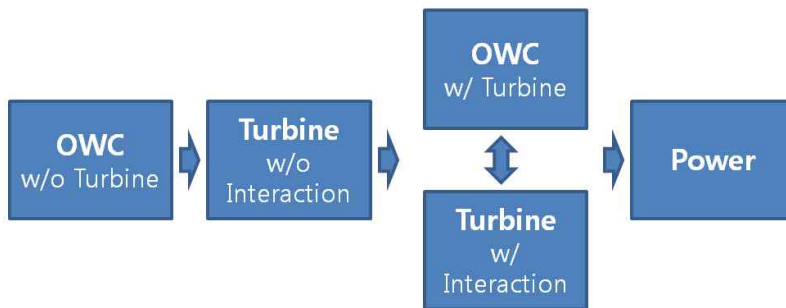 OWC
w/o Turbine
Turbine
w/o
Interaction
OWC
w/ Turbine
Turbine
w/
Interaction
Power